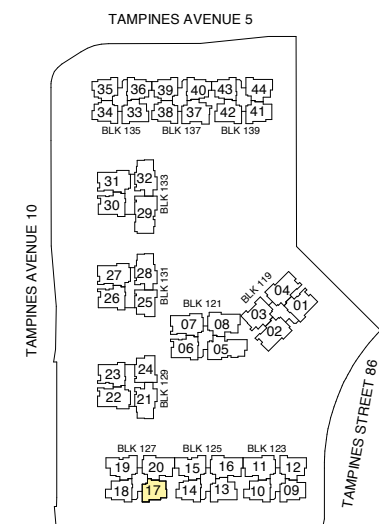 TAMPINES AVENUE 5
35 36 39 40 43 44
34 33 38 37 42 41
BLK 135 BLK 137 BLK 139
31 32
30 29
BLK 133
TAMPINES AVENUE 10
27 28
26 25
BLK 131
BLK 119
04
03 01
02
BLK 121
07 08
06 05
23 24
22 21
BLK 129
TAMPINES STREET 86
BLK 127 BLK 125 BLK 123
19 20 15 16 11 12
18 17 14 13 10 09